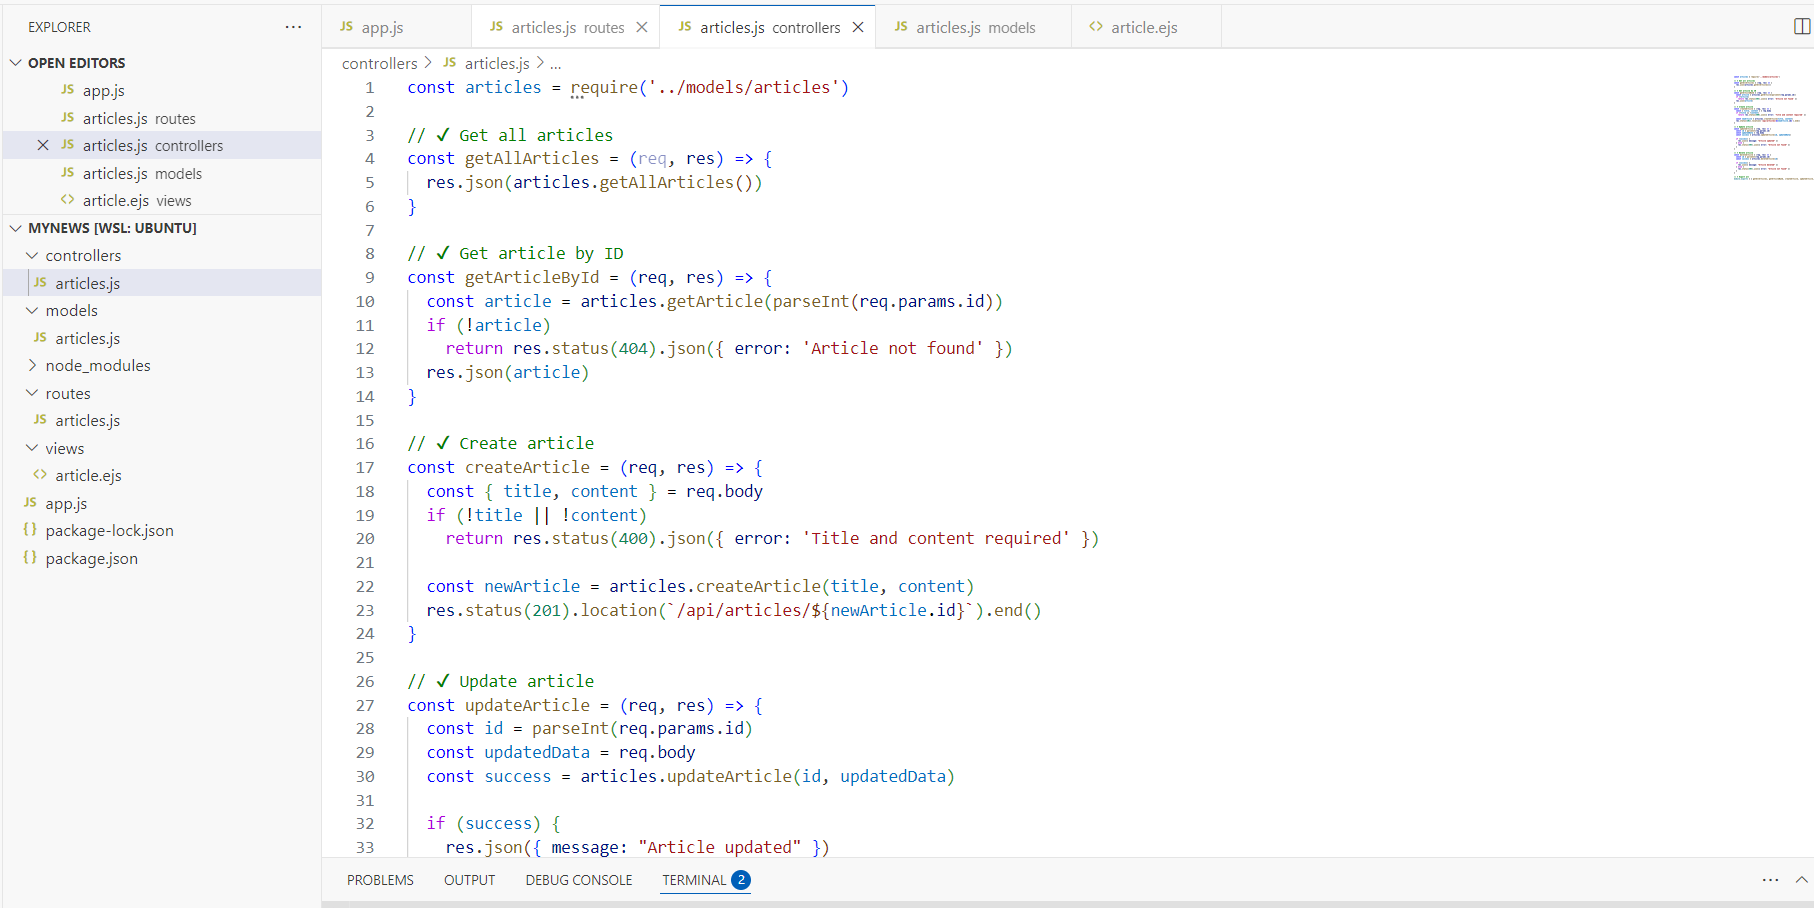 EXPLORER
OPEN EDITORS
JS app.js
JS articles.js routes
JS articles.js controllers
JS articles.js models
<> article.ejs views
MYNEWS [WSL: UBUNTU]
controllers
JS articles.js
models
JS articles.js
node_modules
routes
JS articles.js
views
<> article.ejs
JS app.js
{} package-lock.json
{} package.json
JS app.js
JS articles.js routes
JS articles.js controllers
JS articles.js models
<> article.ejs
controllers > JS articles.js > ...
1 const articles = require('../models/articles')
2
3 // ✔ Get all articles
4 const getAllArticles = (req, res) => {
5 res.json(articles.getAllArticles())
6 }
7
8 // ✔ Get article by ID
9 const getArticleById = (req, res) => {
10 const article = articles.getArticle(parseInt(req.params.id))
11 if (!article)
12 return res.status(404).json({ error: 'Article not found' })
13 res.json(article)
14 }
15
16 // ✔ Create article
17 const createArticle = (req, res) => {
18 const { title, content } = req.body
19 if (!title || !content)
20 return res.status(400).json({ error: 'Title and content required' })
21
22 const newArticle = articles.createArticle(title, content)
23 res.status(201).location(`/api/articles/${newArticle.id}`).end()
24 }
25
26 // ✔ Update article
27 const updateArticle = (req, res) => {
28 const id = parseInt(req.params.id)
29 const updatedData = req.body
30 const success = articles.updateArticle(id, updatedData)
31
32 if (success) {
33 res.json({ message: "Article updated" })
PROBLEMS OUTPUT DEBUG CONSOLE TERMINAL 2